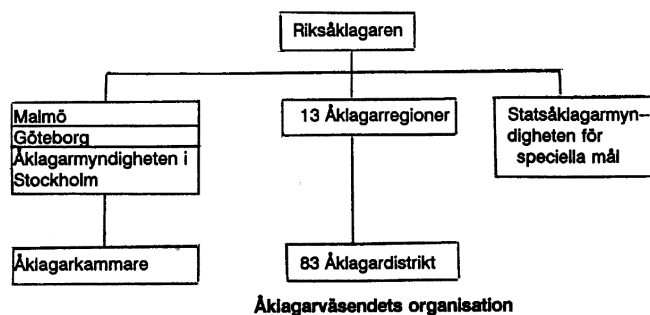 Riksåklagaren
Malmö
Göteborg
Åklagarmyndigheten i
Stockholm
13 Åklagarregioner
Statsåklagarmyn-
digheten för
speciella mål
Åklagarkammare
83 Åklagardistrikt
Åklagarväsendets organisation